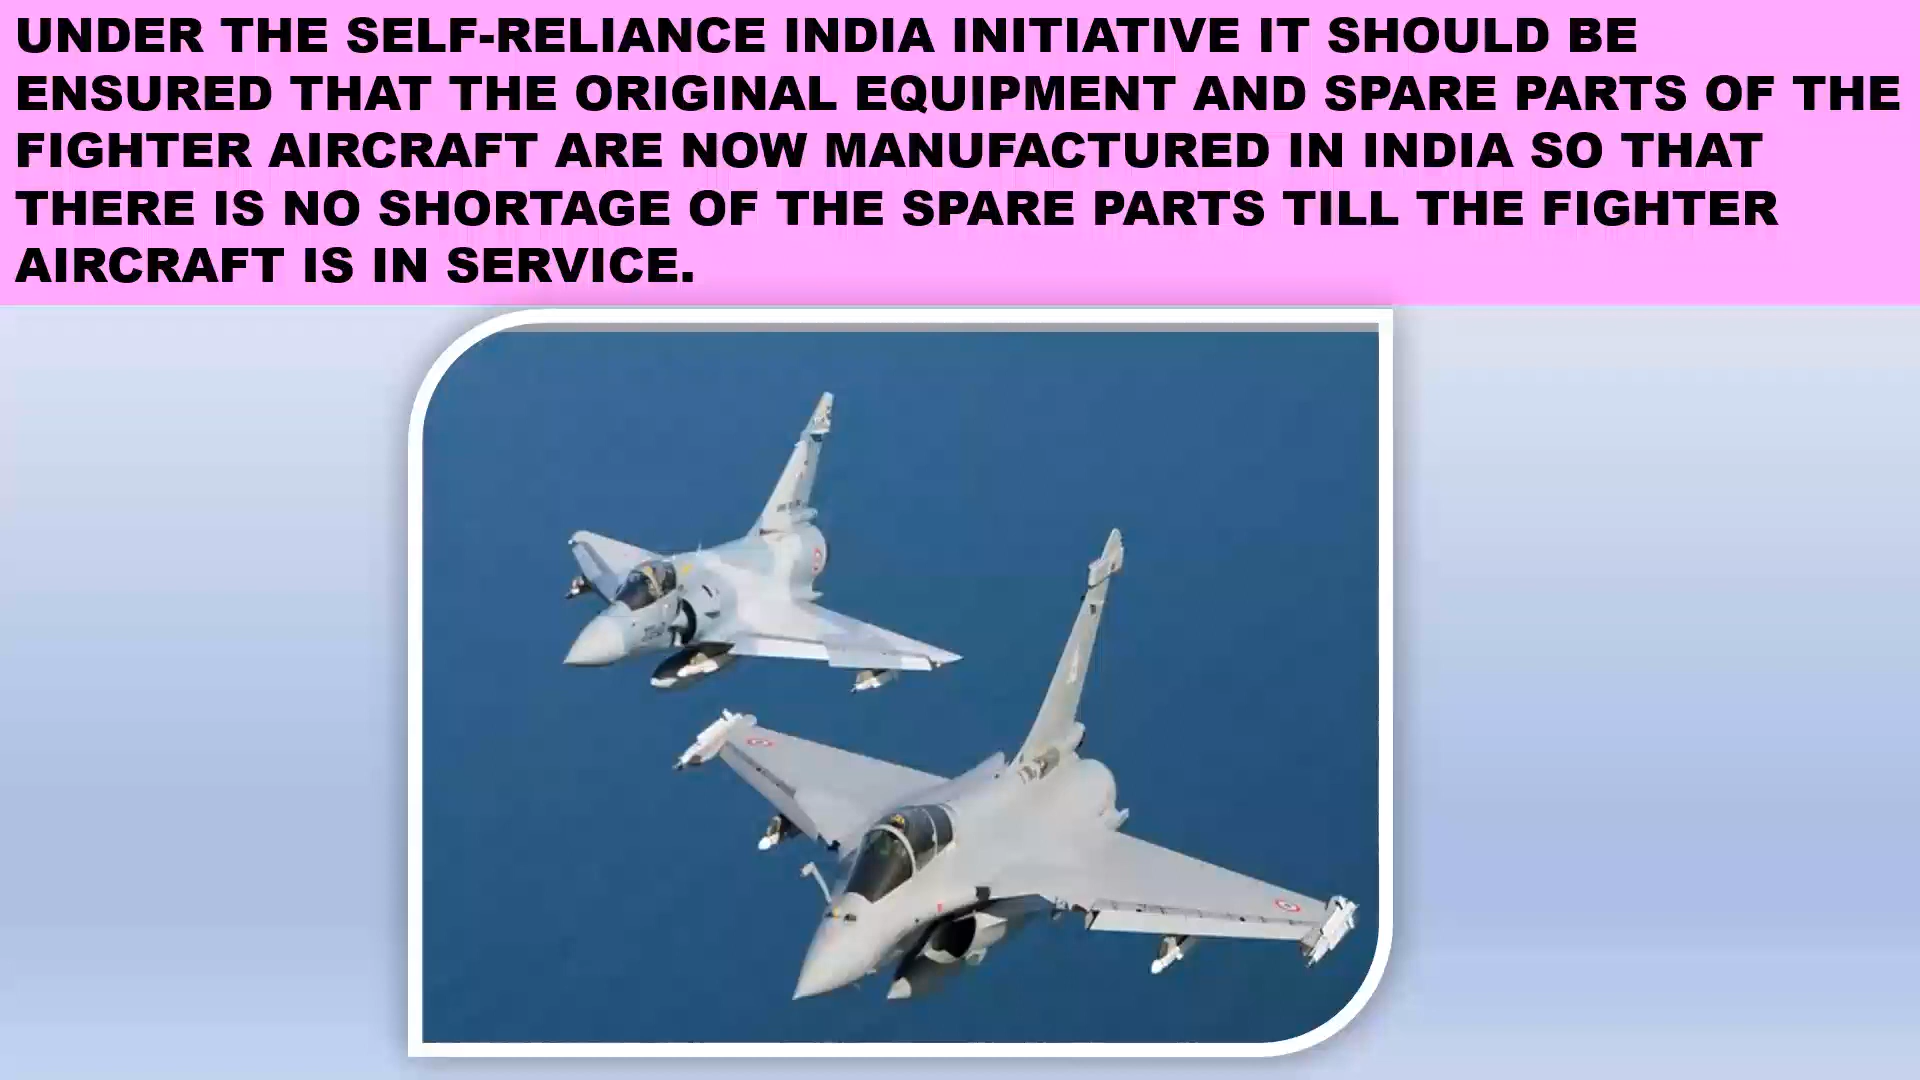 UNDER THE SELF-RELIANCE INDIA INITIATIVE IT SHOULD BE
ENSURED THAT THE ORIGINAL EQUIPMENT AND SPARE PARTS OF THE
FIGHTER AIRCRAFT ARE NOW MANUFACTURED IN INDIA SO THAT
THERE IS NO SHORTAGE OF THE SPARE PARTS TILL THE FIGHTER
AIRCRAFT IS IN SERVICE.